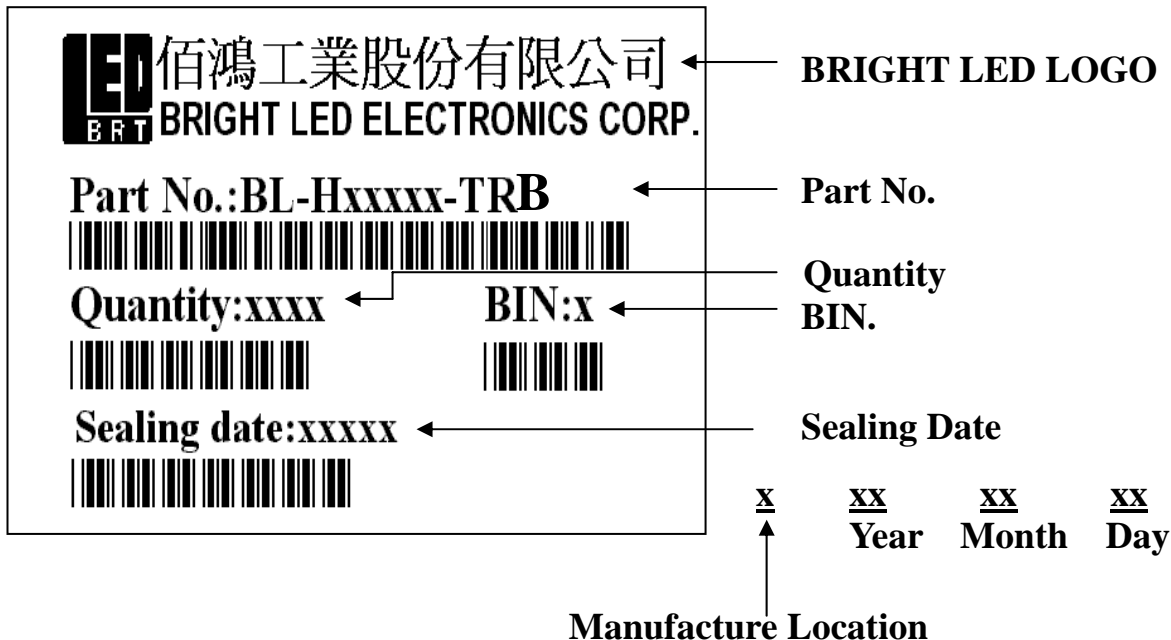 LED
佰鴻工業股份有限公司
BRT BRIGHT LED ELECTRONICS CORP.
BRIGHT LED LOGO
Part No.:BL-Hxxxxx-TRB
Part No.
Quantity:xxxx
Quantity
BIN:x
BIN.
Sealing date:xxxxx
Sealing Date
x xx xx xx
Year Month Day
Manufacture Location